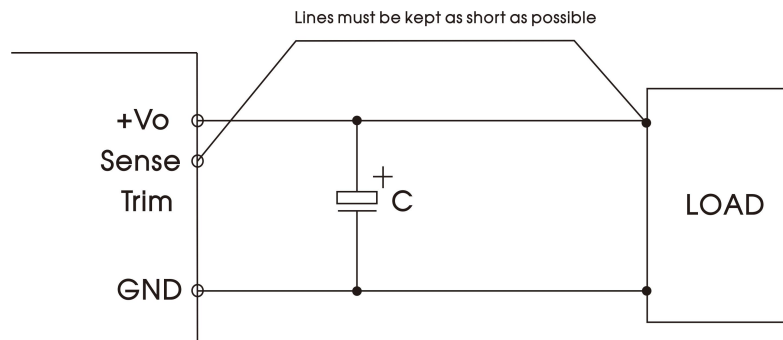 Lines must be kept as short as possible
+Vo
Sense
Trim
GND
+
C
LOAD